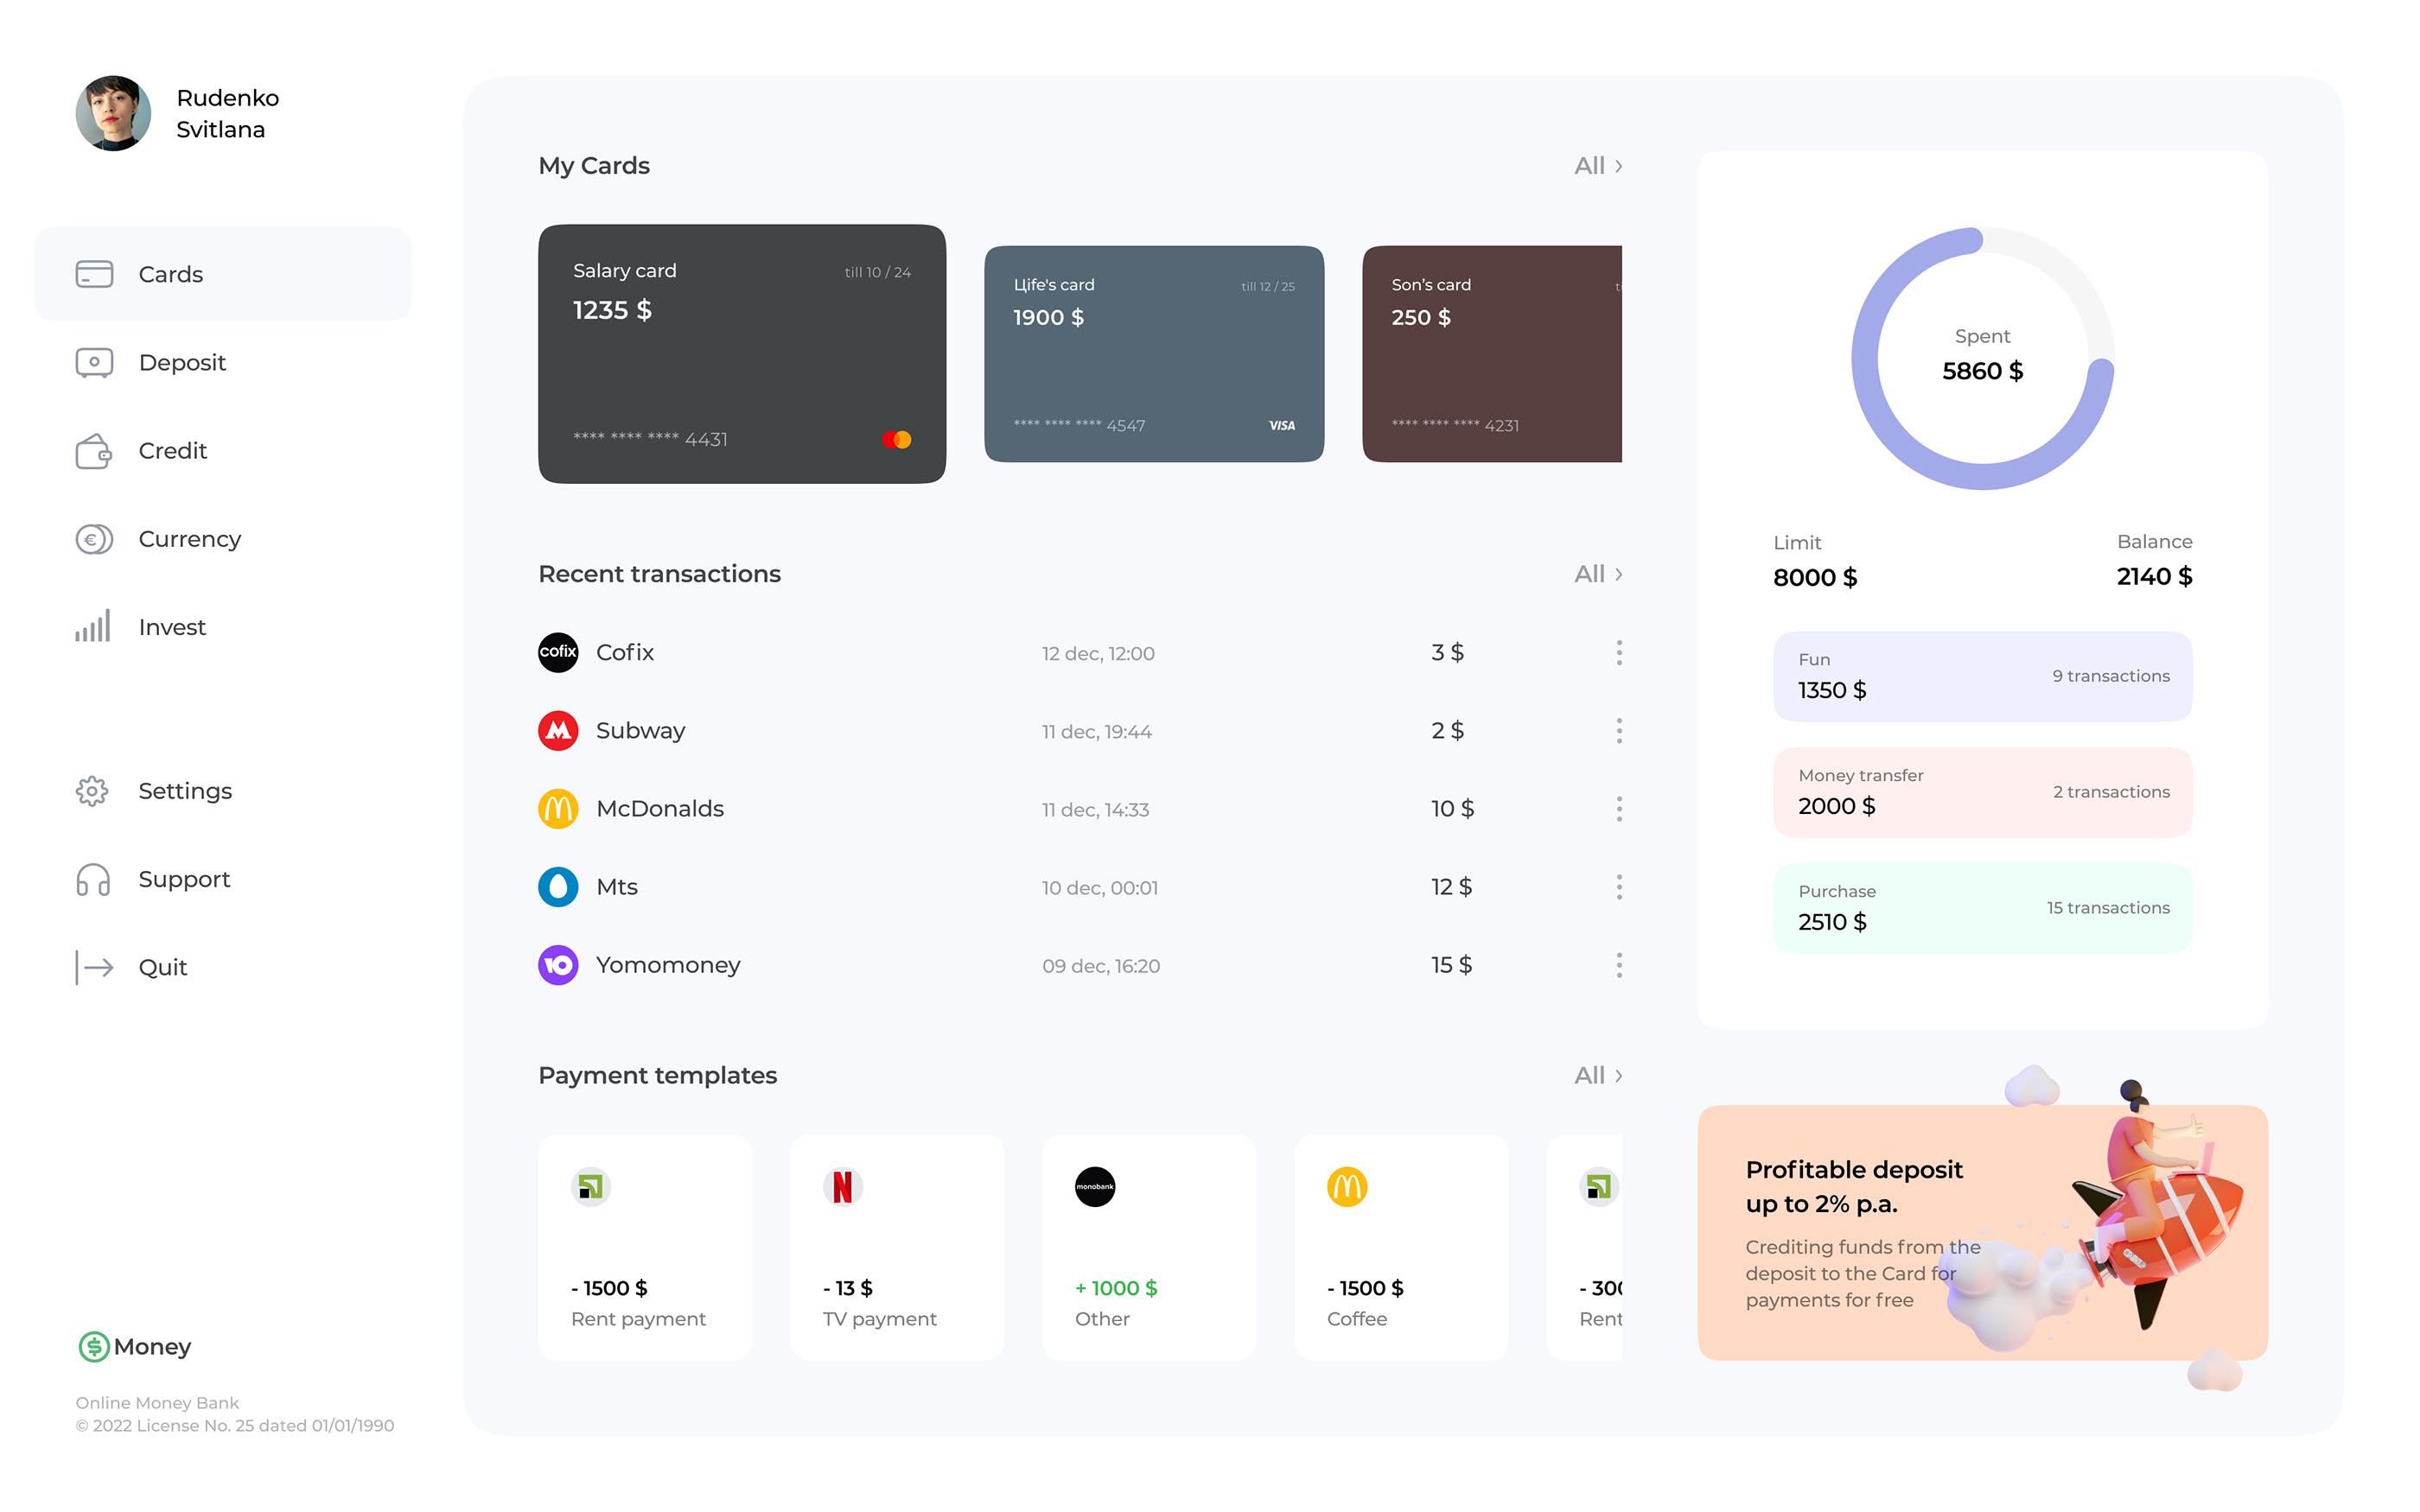 Rudenko
Svitlana
Cards
Deposit
Credit
Currency
Invest
Settings
Support
Quit
Money
Online Money Bank
© 2022 License No. 25 dated 01/01/1990
My Cards
All
Salary card
till 10 / 24
1235 $
**** **** **** 4431
Цife's card
till 12 / 25
1900 $
**** **** **** 4547
VISA
Son’s card
250 $
**** **** **** 4231
Recent transactions
All
cofix
Cofix
12 dec, 12:00
3 $
Subway
11 dec, 19:44
2 $
McDonalds
11 dec, 14:33
10 $
Mts
10 dec, 00:01
12 $
Yomomoney
09 dec, 16:20
15 $
Payment templates
All
- 1500 $
Rent payment
N
- 13 $
TV payment
monobank
+ 1000 $
Other
- 1500 $
Coffee
Rent
Spent
5860 $
Limit
8000 $
Balance
2140 $
Fun
1350 $
9 transactions
Money transfer
2000 $
2 transactions
Purchase
2510 $
15 transactions
Profitable deposit
up to 2% p.a.
Crediting funds from the
deposit to the Card for
payments for free